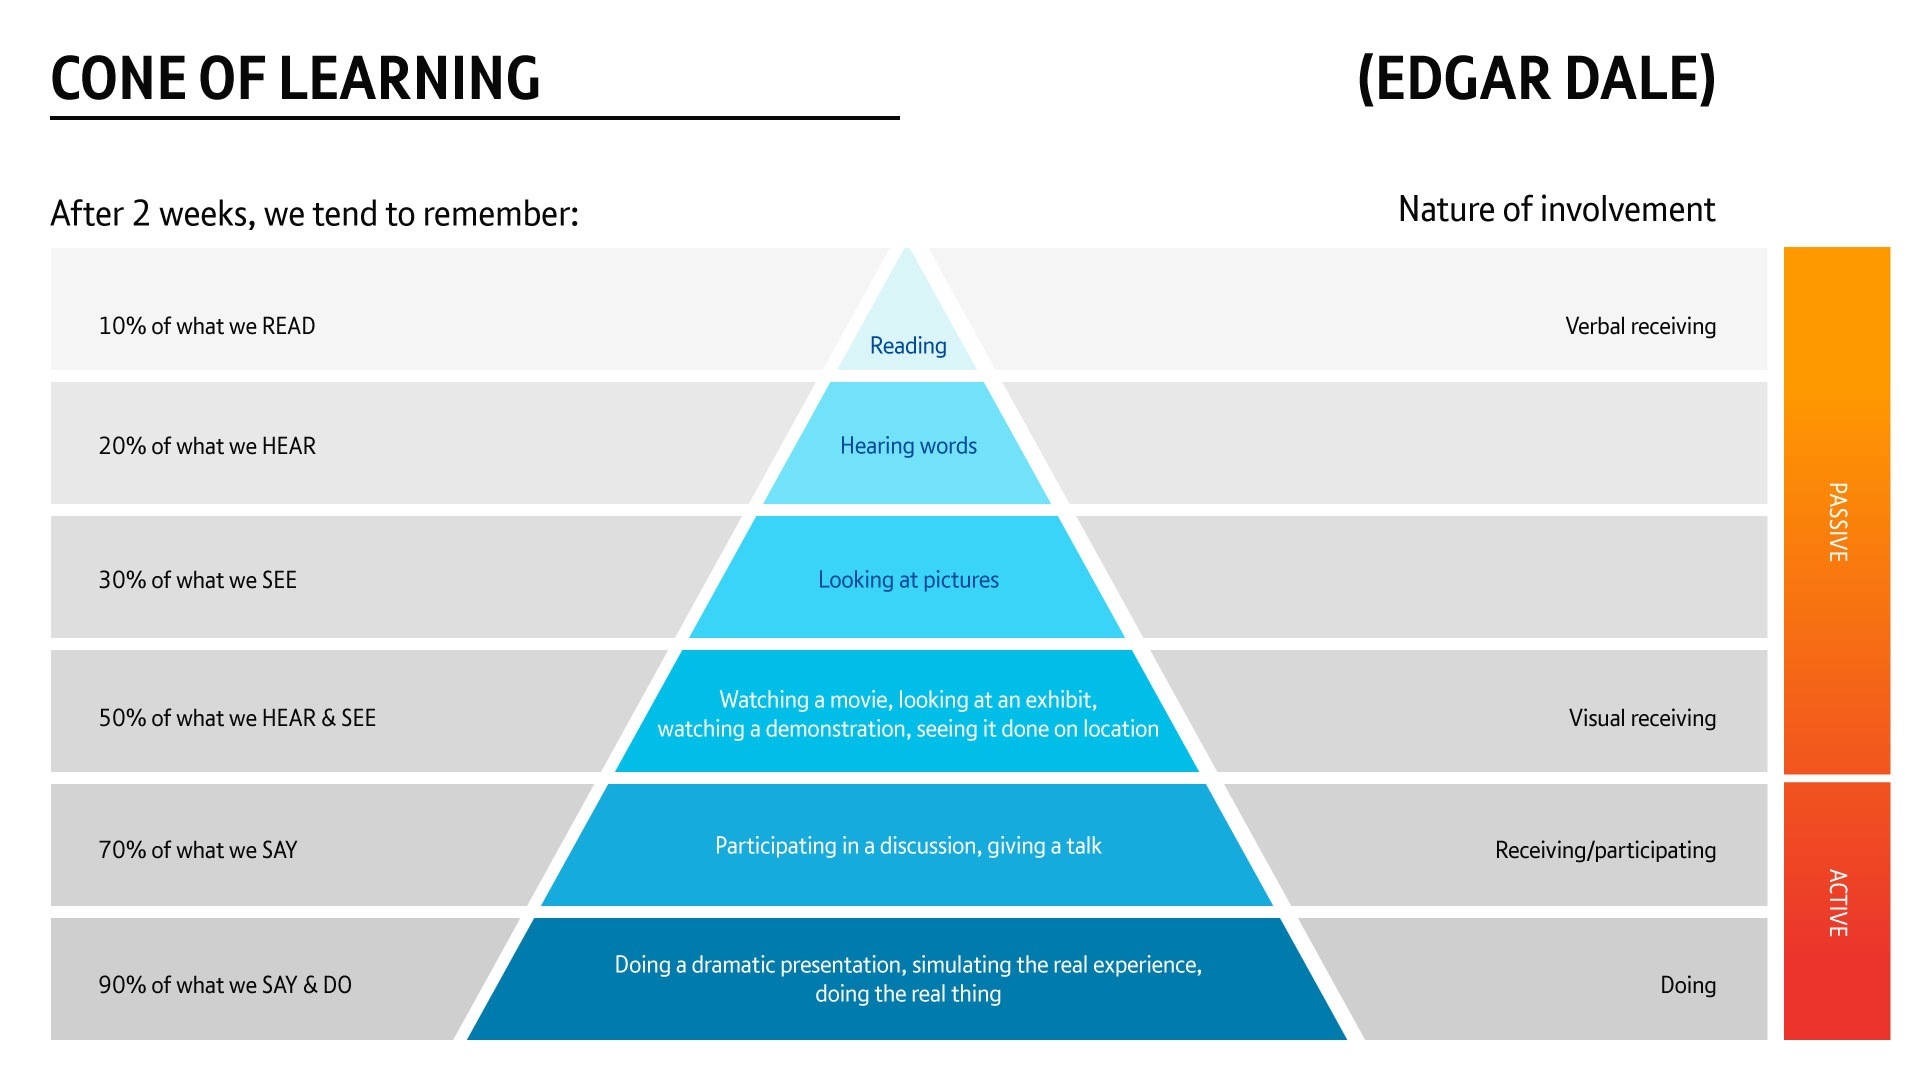 CONE OF LEARNING
(EDGAR DALE)
After 2 weeks, we tend to remember:
Nature of involvement
10% of what we READ
Reading
Verbal receiving
20% of what we HEAR
Hearing words
30% of what we SEE
Looking at pictures
50% of what we HEAR & SEE
Watching a movie, looking at an exhibit,
watching a demonstration, seeing it done on location
Visual receiving
PASSIVE
70% of what we SAY
Participating in a discussion, giving a talk
Receiving/participating
90% of what we SAY & DO
Doing a dramatic presentation, simulating the real experience,
doing the real thing
Doing
ACTIVE